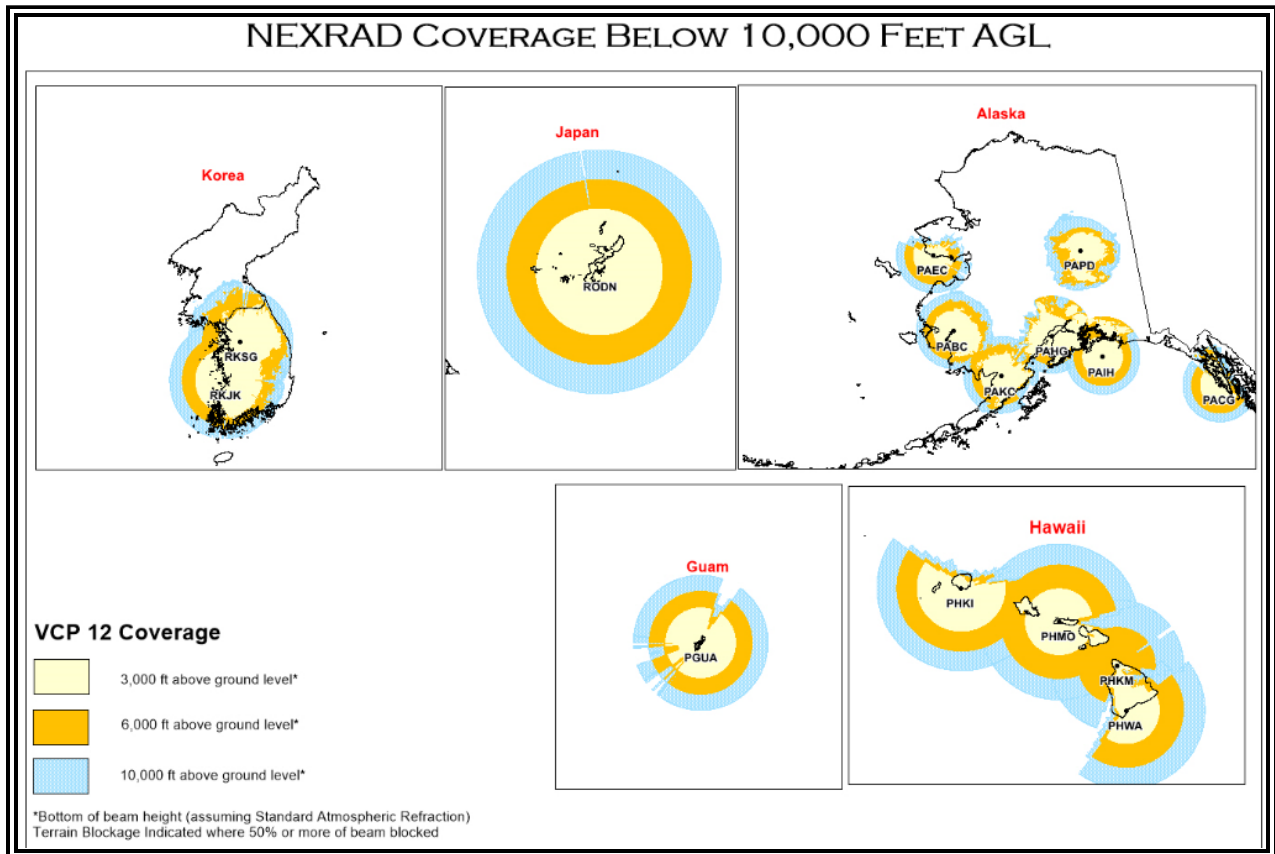 NEXRAD COVERAGE BELOW 10,000 FEET AGL
Korea
RKSG
RKJK
Japan
RODN
Alaska
PAEC
PAPD
PABC
PAHG
PAIH
PAKC
PACG
Guam
PGUA
Hawaii
PHKI
PHMO
PHKM
PHWA
VCP 12 Coverage
3,000 ft above ground level*
6,000 ft above ground level*
10,000 ft above ground level*
*Bottom of beam height (assuming Standard Atmospheric Refraction)
Terrain Blockage Indicated where 50% or more of beam blocked